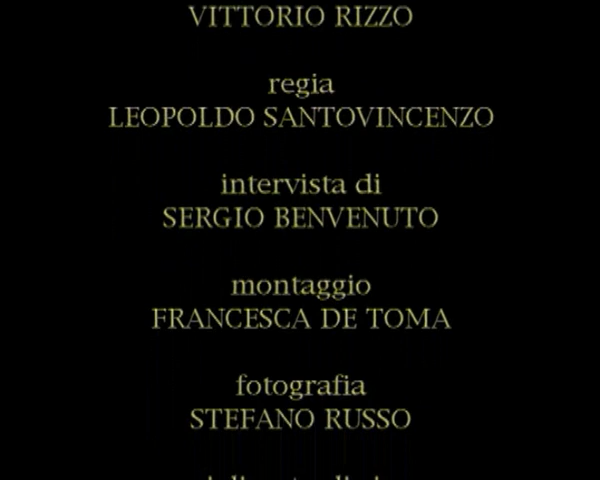 VITTORIO RIZZO
regia
LEOPOLDO SANTOVINCENZO
intervista di
SERGIO BENVENUTO
montaggio
FRANCESCA DE TOMA
fotografia
STEFANO RUSSO